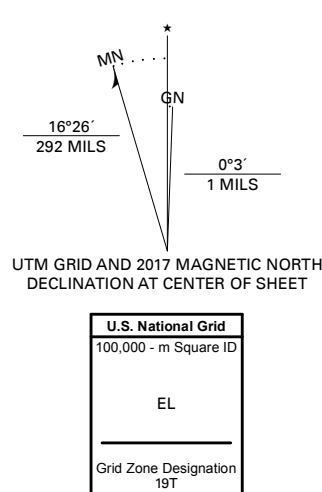 ★
MN
GN
16°26´
292 MILS
0°3´
1 MILS
UTM GRID AND 2017 MAGNETIC NORTH
DECLINATION AT CENTER OF SHEET
U.S. National Grid
100,000 - m Square ID
EL
Grid Zone Designation
19T